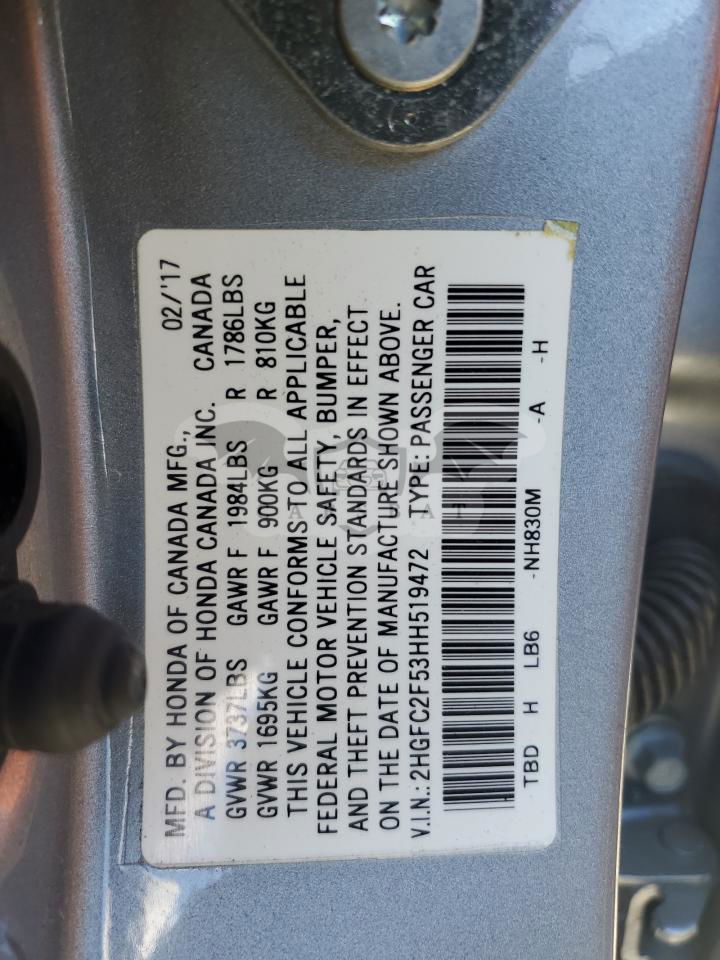 MFD. BY HONDA OF CANADA MFG., 02/'17
A DIVISION OF HONDA CANADA INC. CANADA
GVWR 3737LBS GAWR F 1984LBS R 1786LBS
GVWR 1695KG GAWR F 900KG R 810KG
THIS VEHICLE CONFORMS TO ALL APPLICABLE
FEDERAL MOTOR VEHICLE SAFETY, BUMPER,
AND THEFT PREVENTION STANDARDS IN EFFECT
ON THE DATE OF MANUFACTURE SHOWN ABOVE.
V.I.N.: 2HGFC2F53HH519472 TYPE: PASSENGER CAR
TBD H LB6 -NH830M -A -H
A BAT